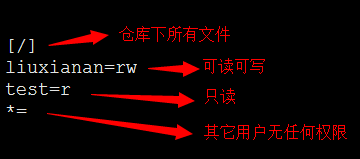 [/] 仓库下所有文件
liuxianan=rw 可读可写
test=r 只读
*= 其它用户无任何权限